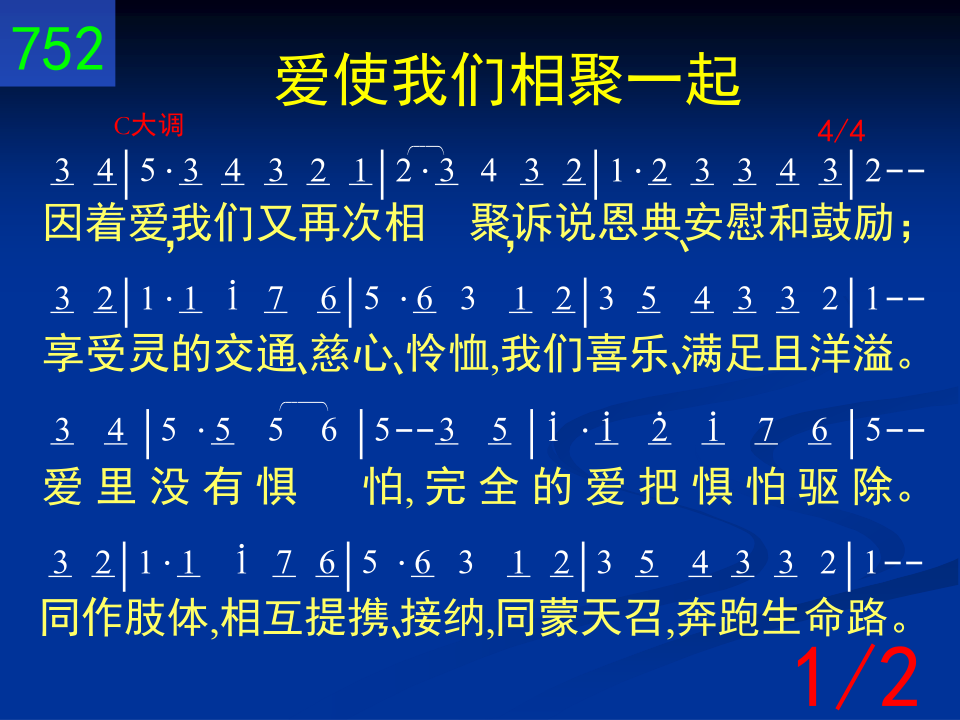 752
爱使我们相聚一起
C大调
4/4
3 4|5·3 4 3 2 1|2·3 4 3 2|1·2 3 3 4 3|2--
因着爱,我们又再次相 聚,诉说恩典、安慰和鼓励;
3 2|1·1 i 7 6|5·6 3 1 2|3 5 4 3 3 2|1--
享受灵的交通、慈心、怜恤,我们喜乐、满足且洋溢。
3 4|5·5 5 6|5--3 5|i·i 2̇ i 7 6|5--
爱里没有惧 怕,完全的爱把惧怕驱除。
3 2|1·1 i 7 6|5·6 3 1 2|3 5 4 3 3 2|1--
同作肢体,相互提携、接纳,同蒙天召,奔跑生命路。
1/2